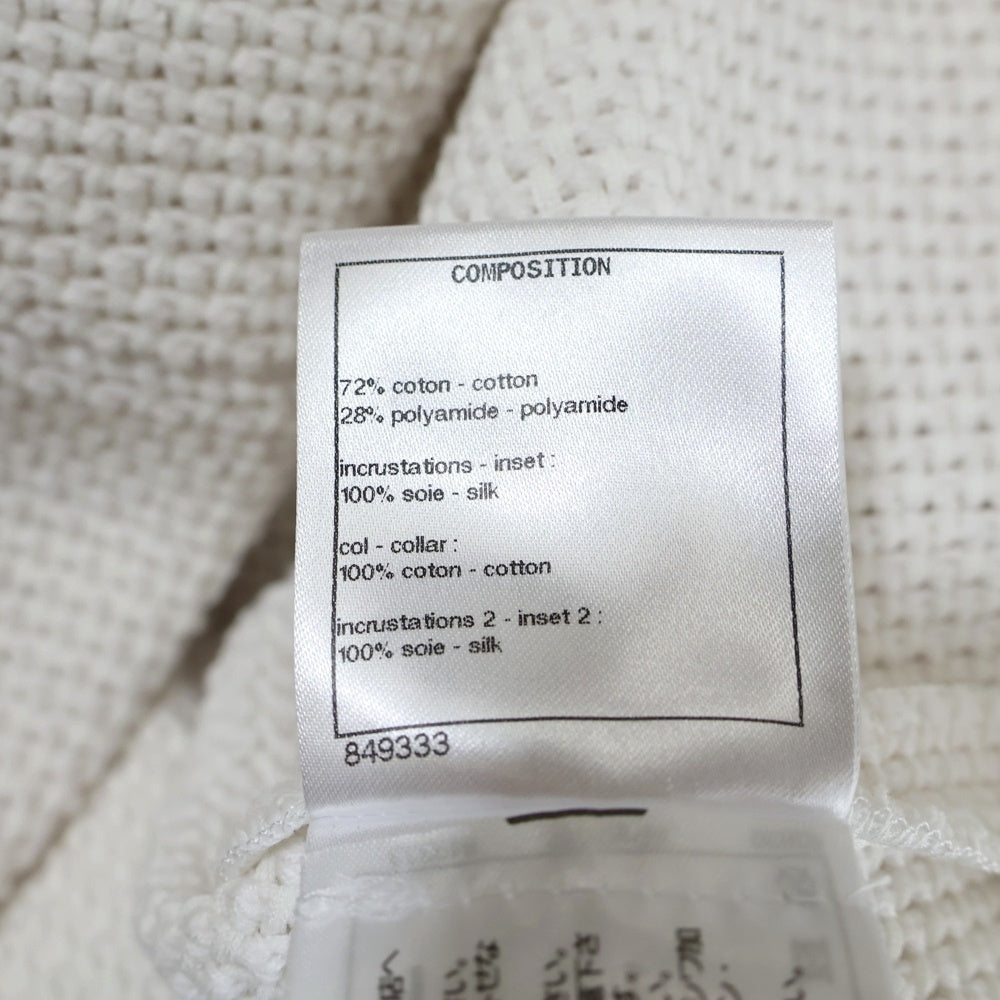 COMPOSITION
72% coton - cotton
28% polyamide - polyamide
incrustations - inset :
100% soie - silk
col - collar :
100% coton - cotton
incrustations 2 - inset 2 :
100% soie - silk
849333